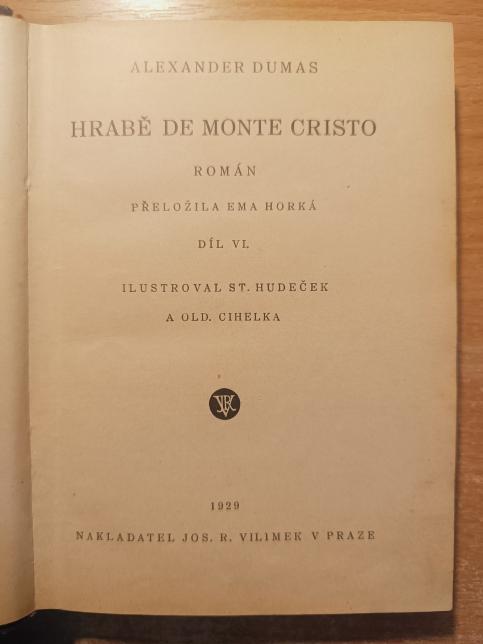 ALEXANDER DUMAS
HRABĚ DE MONTE CRISTO
ROMÁN
PŘELOŽILA EMA HORKÁ
DÍL VI.
ILUSTROVAL ST. HUDEČEK
A OLD. CIHELKA
1929
NAKLADATEL JOS. R. VILIMEK V PRAZE